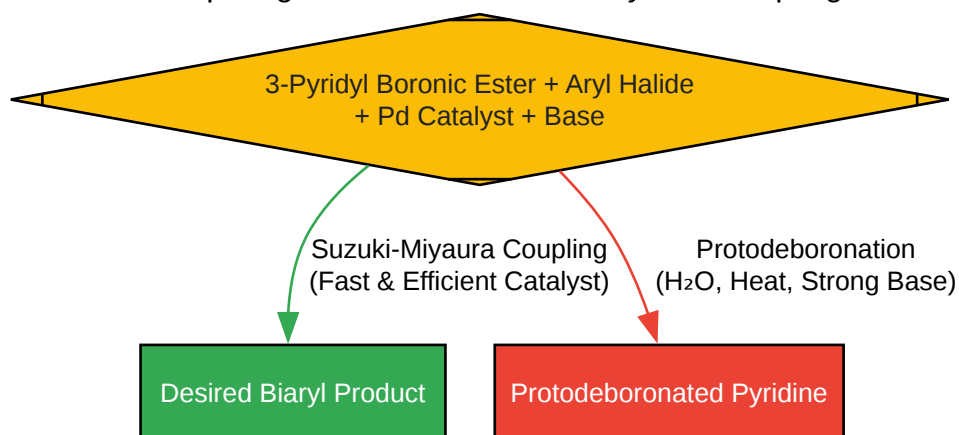 3-Pyridyl Boronic Ester + Aryl Halide
+ Pd Catalyst + Base
Suzuki-Miyaura Coupling
(Fast & Efficient Catalyst)
Protodeboronation
(H₂O, Heat, Strong Base)
Desired Biaryl Product
Protodeboronated Pyridine